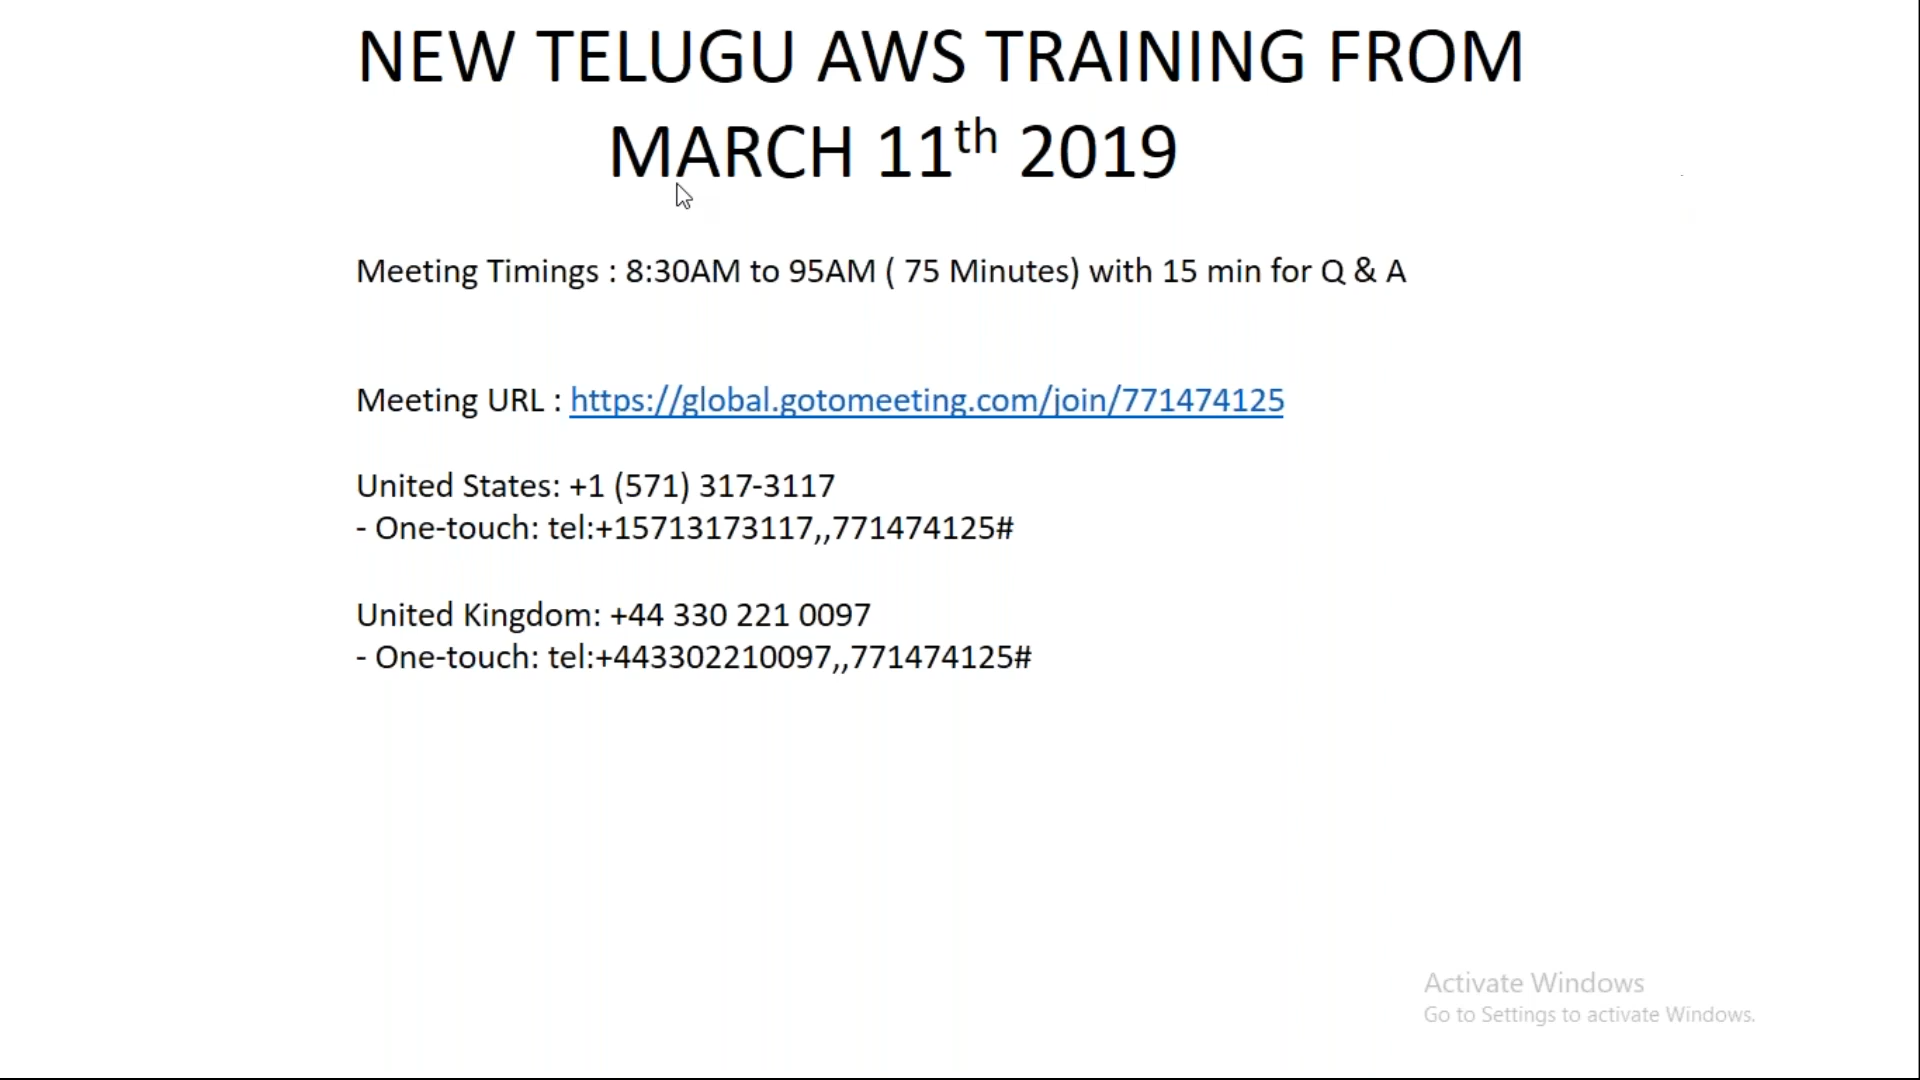 NEW TELUGU AWS TRAINING FROM
MARCH 11th 2019
Meeting Timings : 8:30AM to 95AM ( 75 Minutes) with 15 min for Q & A
Meeting URL : https://global.gotomeeting.com/join/771474125
United States: +1 (571) 317-3117
- One-touch: tel:+15713173117,,771474125#
United Kingdom: +44 330 221 0097
- One-touch: tel:+443302210097,,771474125#
Activate Windows
Go to Settings to activate Windows.